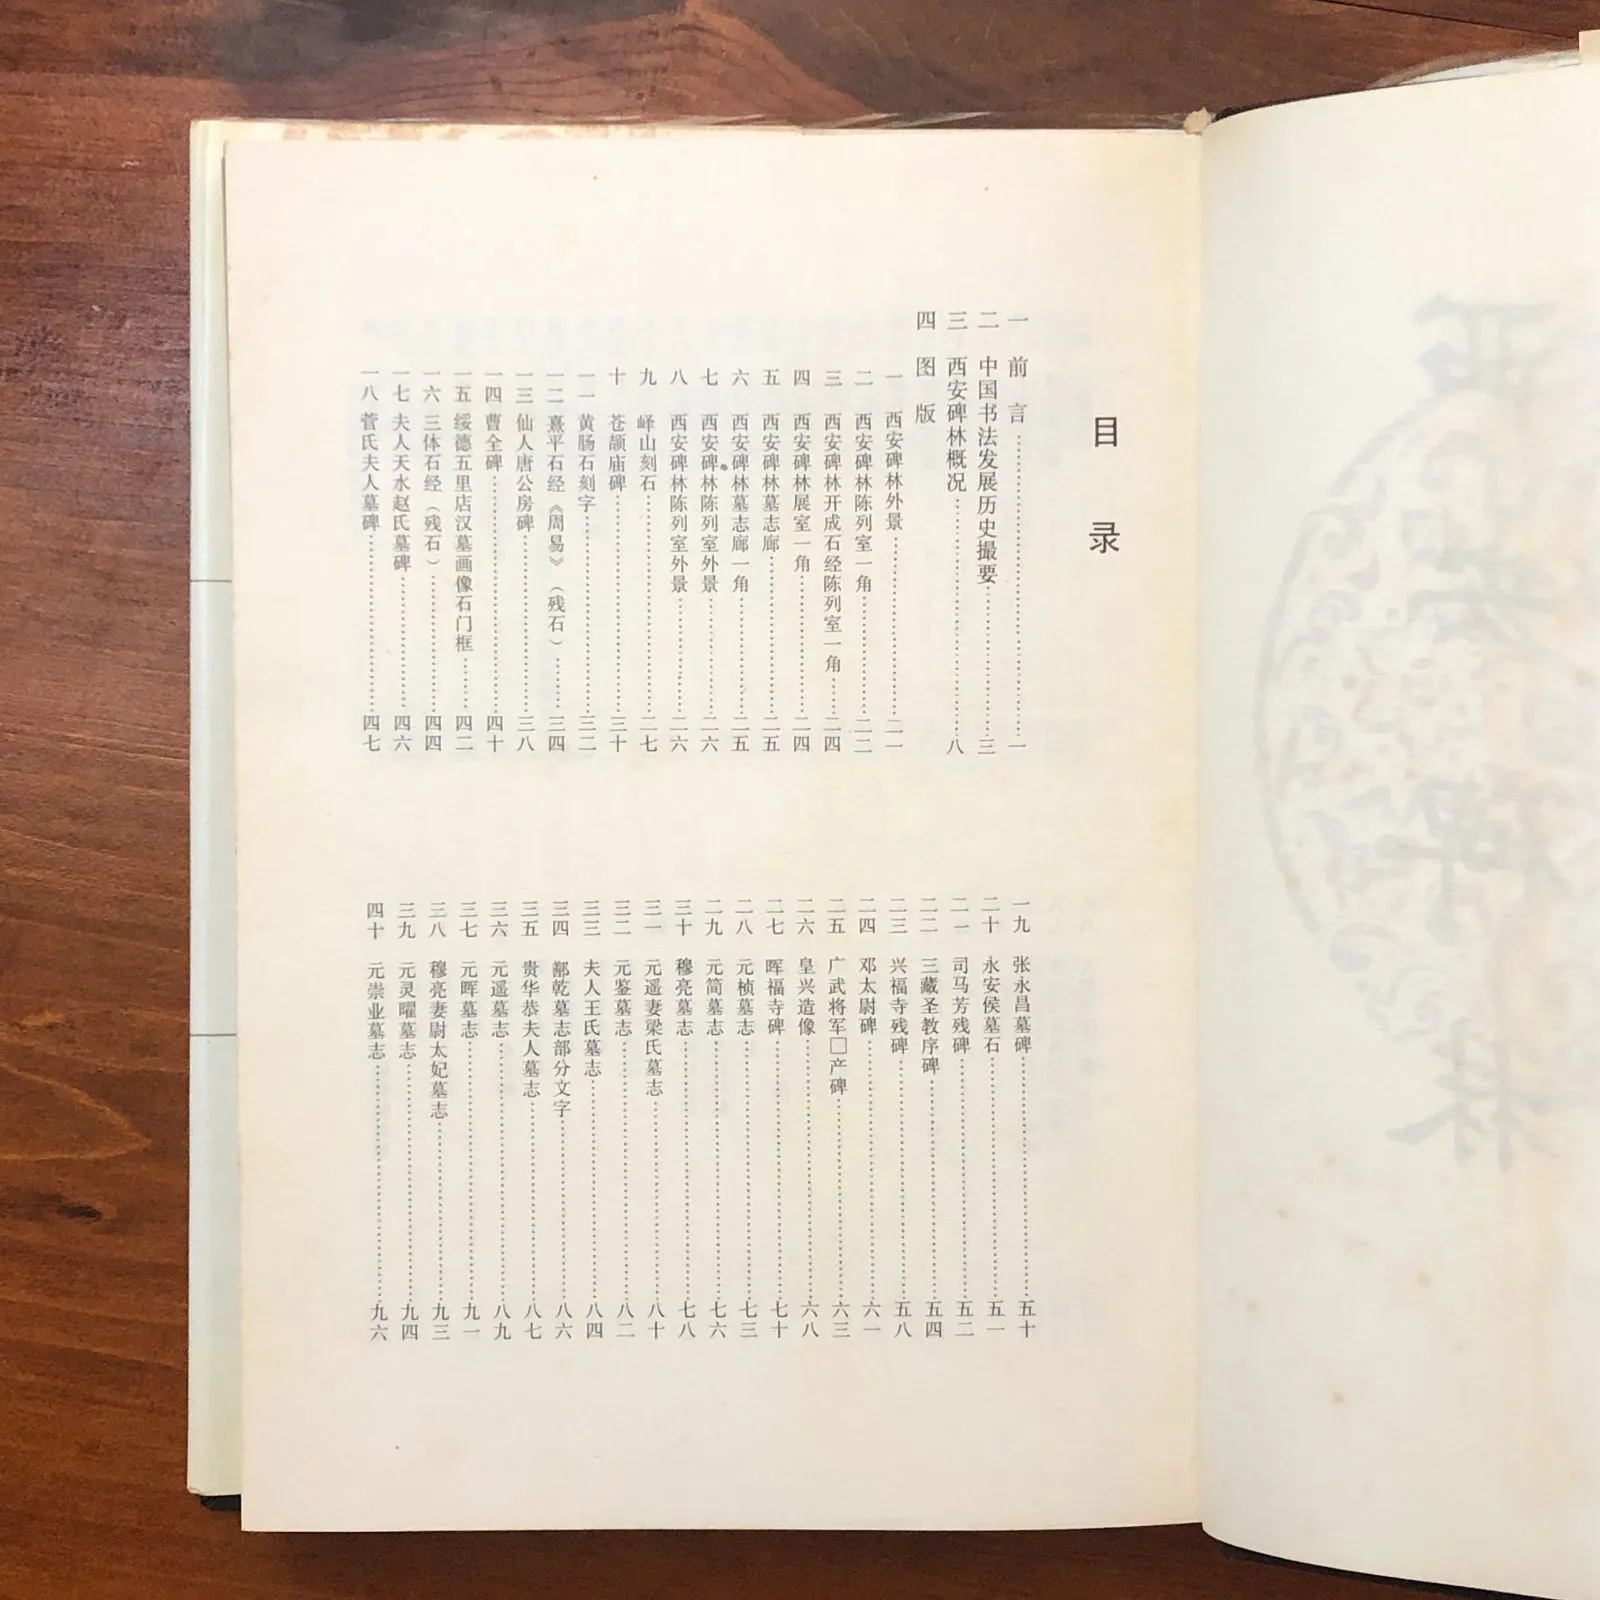 目录
一 前言……一
二 中国书法发展历史撮要……三
三 西安碑林概况……八
四 图版
一 西安碑林外景……二一
二 西安碑林陈列室一角……二二
三 西安碑林开成石经陈列室一角……二四
四 西安碑林展室一角……二四
五 西安碑林墓志廊……二五
六 西安碑林墓志廊一角……二五
七 西安碑林陈列室外景……二六
八 西安碑林陈列室外景……二六
九 峄山刻石……二七
十 苍颉庙碑……三十
一一 黄肠石刻字……三二
一二 熹平石经《周易》(残石)……三四
一三 仙人唐公房碑……三八
一四 曹全碑……四十
一五 绥德五里店汉墓画像石门框……四二
一六 三体石经(残石)……四四
一七 夫人天水赵氏墓碑……四六
一八 菅氏夫人墓碑……四七
一九 张永昌墓碑……五十
二十 永安侯墓石……五一
二一 司马芳残碑……五二
二二 三藏圣教序碑……五四
二三 兴福寺残碑……五八
二四 邓太尉碑……六一
二五 广武将军□产碑……六三
二六 皇兴造像……六八
二七 晖福寺碑……七十
二八 元桢墓志……七三
二九 元简墓志……七六
三十 穆亮墓志……七八
三一 元遥妻梁氏墓志……八十
三二 元鉴墓志……八二
三三 夫人王氏墓志……八四
三四 鄯乾墓志部分文字……八六
三五 贵华恭夫人墓志……八七
三六 元遥墓志……八九
三七 元晖墓志……九一
三八 穆亮妻尉太妃墓志……九三
三九 元灵曜墓志……九四
四十 元崇业墓志……九六
西安碑林